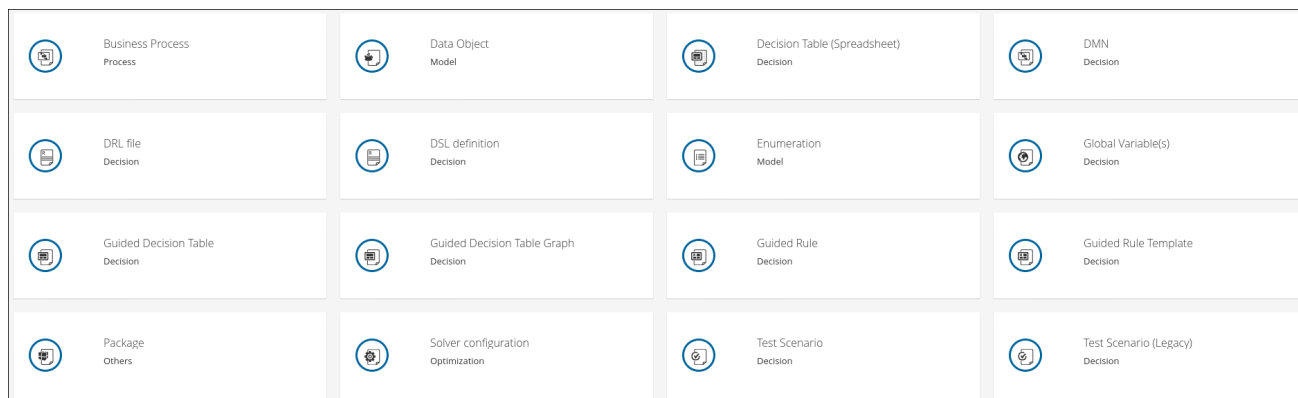 Business Process
Process
Data Object
Model
Decision Table (Spreadsheet)
Decision
DMN
Decision
DRL file
Decision
DSL definition
Decision
Enumeration
Model
Global Variable(s)
Decision
Guided Decision Table
Decision
Guided Decision Table Graph
Decision
Guided Rule
Decision
Guided Rule Template
Decision
Package
Others
Solver configuration
Optimization
Test Scenario
Decision
Test Scenario (Legacy)
Decision